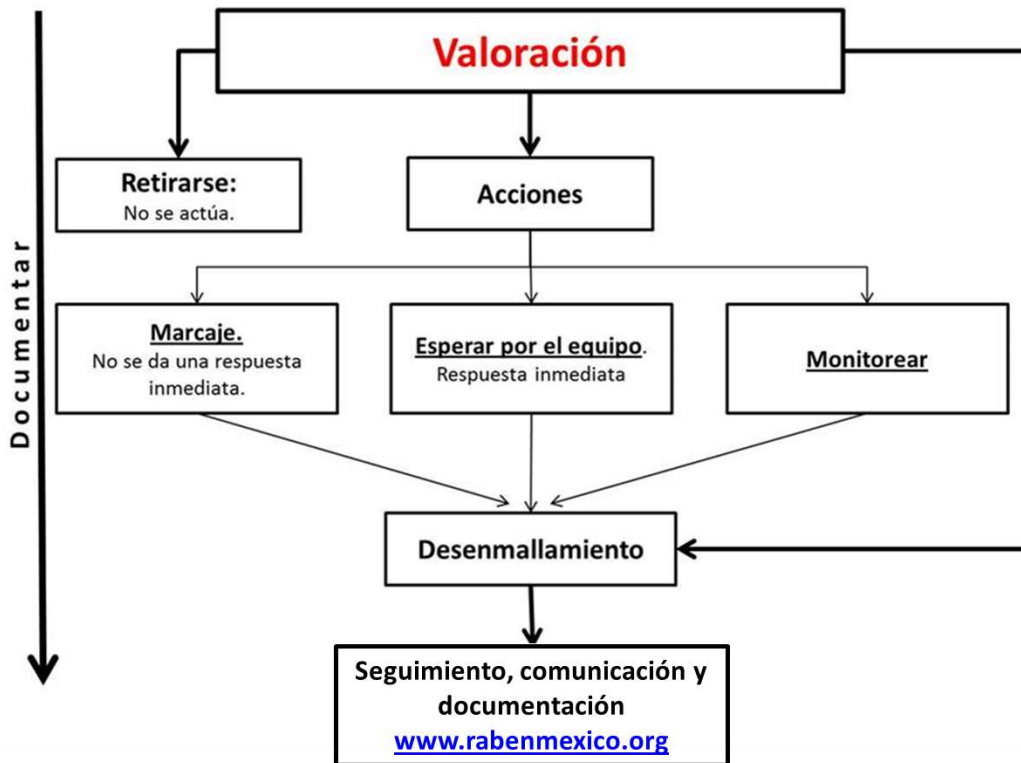 Valoración
Retirarse:
No se actúa.
Acciones
Documentar
Marcaje.
No se da una respuesta
inmediata.
Esperar por el equipo.
Respuesta inmediata
Monitorear
Desenmallamiento
Seguimiento, comunicación y
documentación
www.rabenmexico.org